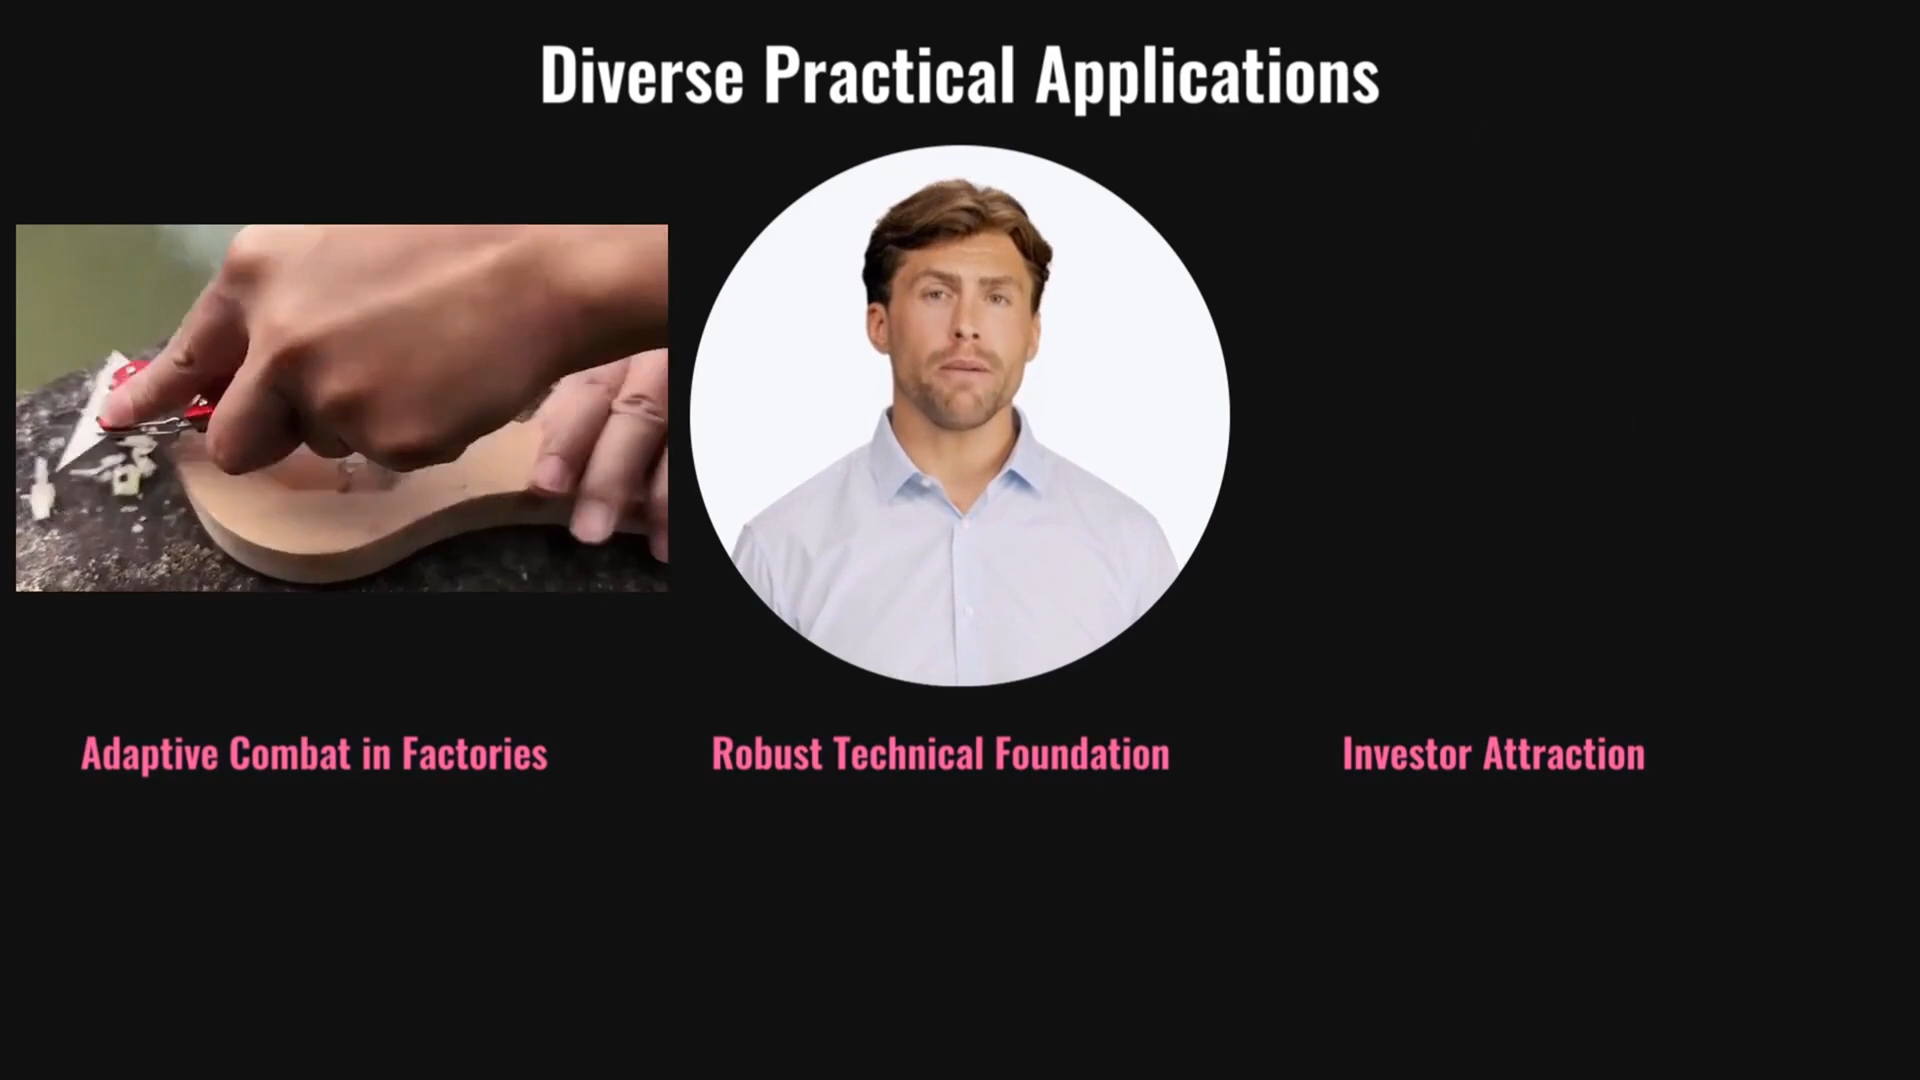 Diverse Practical Applications
Adaptive Combat in Factories
Robust Technical Foundation
Investor Attraction